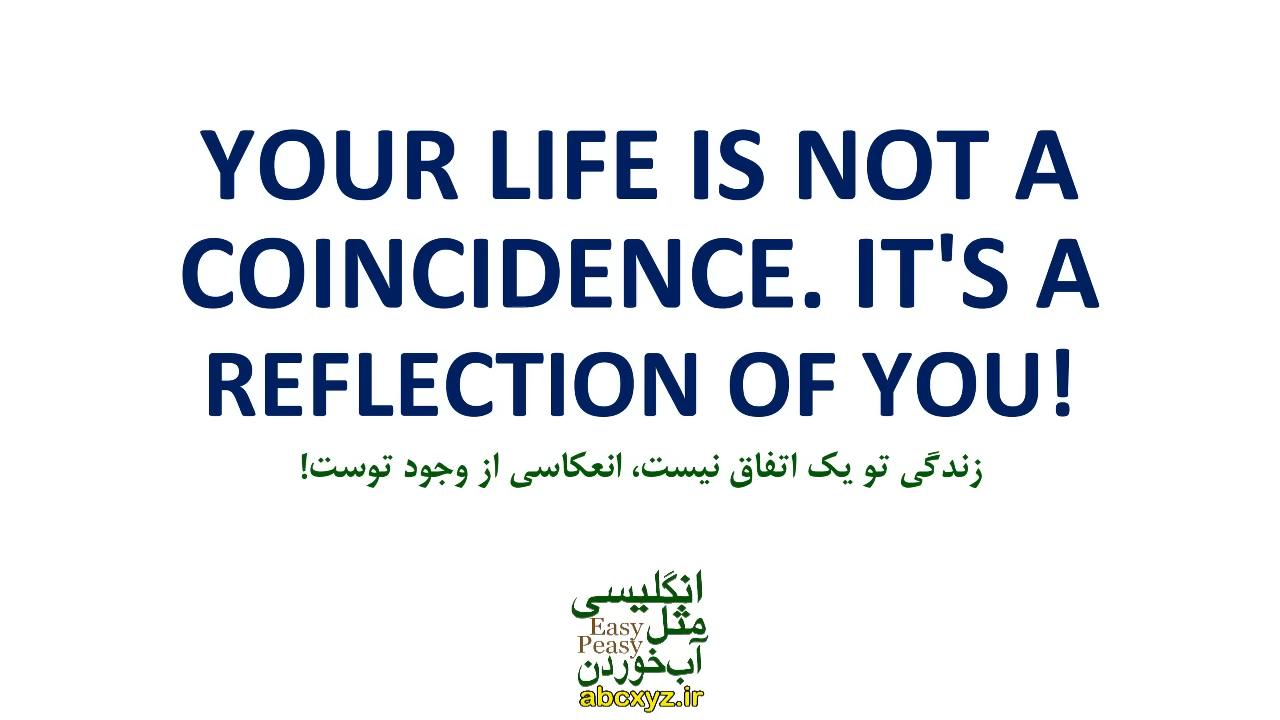 YOUR LIFE IS NOT A
COINCIDENCE. IT'S A
REFLECTION OF YOU!
زندگی تو یک اتفاق نیست، انعکاسی از وجود توست!
انگلیسی
مثل
Easy
Peasy
آب‌خوردن
abcxyz.ir